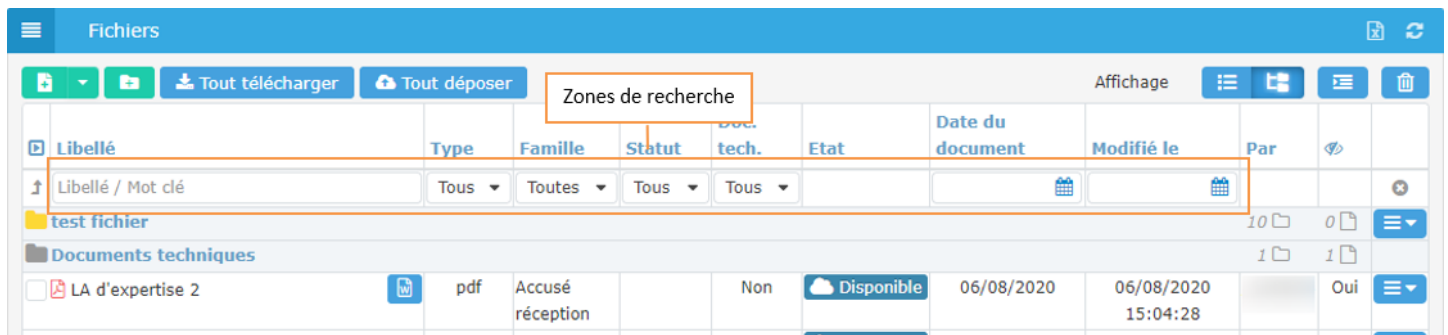 Fichiers
Tout télécharger Tout déposer Affichage
Zones de recherche
Doc. Date du
Libellé Type Famille Statut tech. Etat document Modifié le Par
Libellé / Mot clé Tous Toutes Tous Tous
test fichier 10 0
Documents techniques 1 1
LA d'expertise 2 pdf Accusé Non Disponible 06/08/2020 06/08/2020 Oui
réception 15:04:28